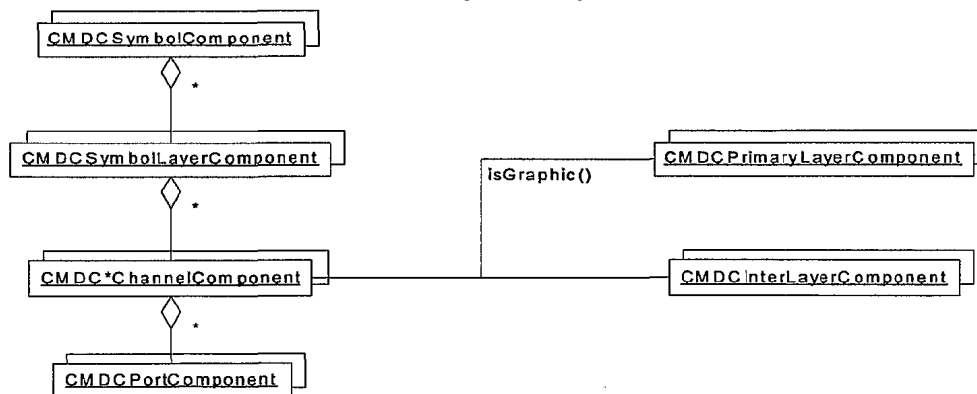 CMDCSymbolComponent
*
CMDCSymbolLayerComponent
CMDCPrimaryLayerComponent
isGraphic()
*
CMDC*ChannelComponent
CMDCInterLayerComponent
*
CMDCPortComponent